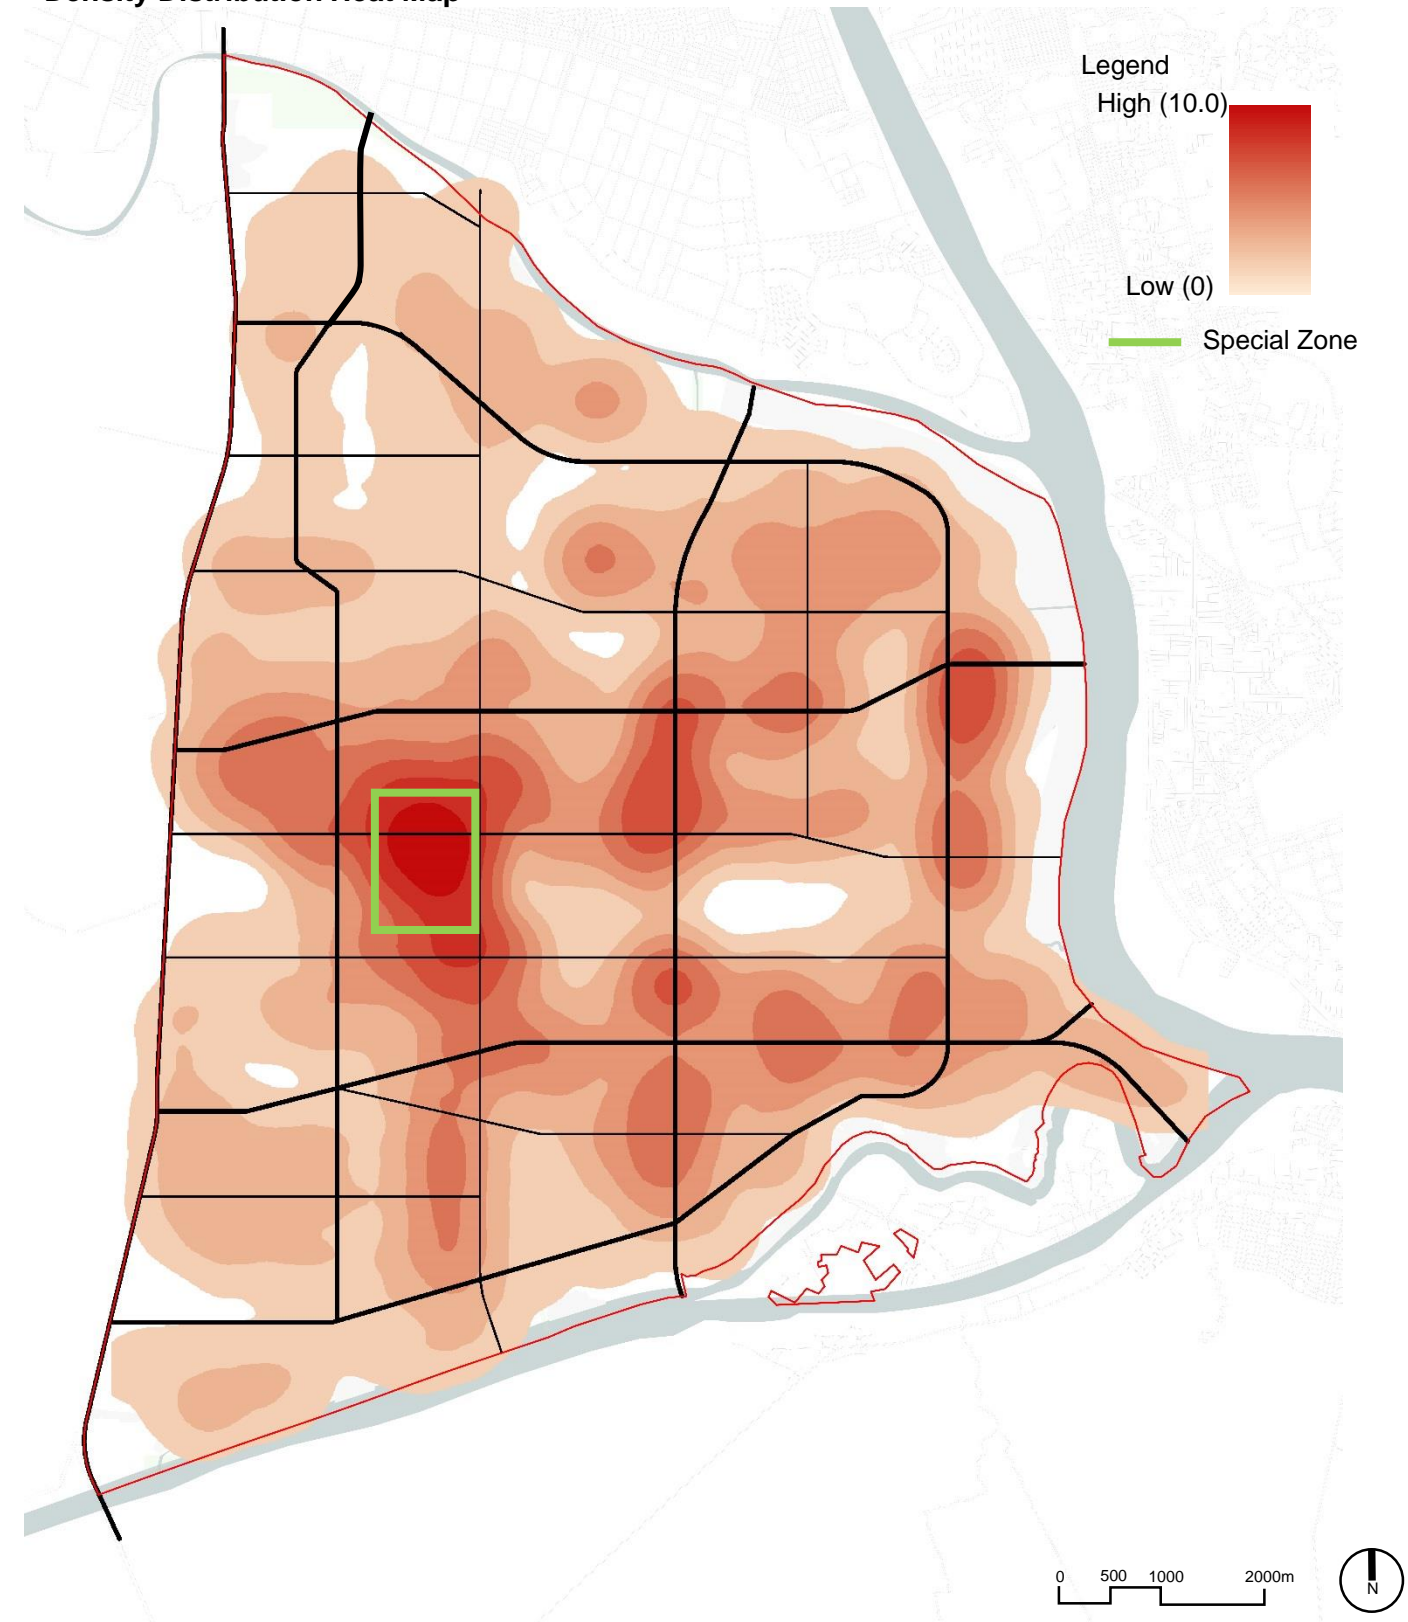 Density Distribution Heat Map
Legend
High (10.0)
Low (0)
Special Zone
0 500 1000 2000m
N